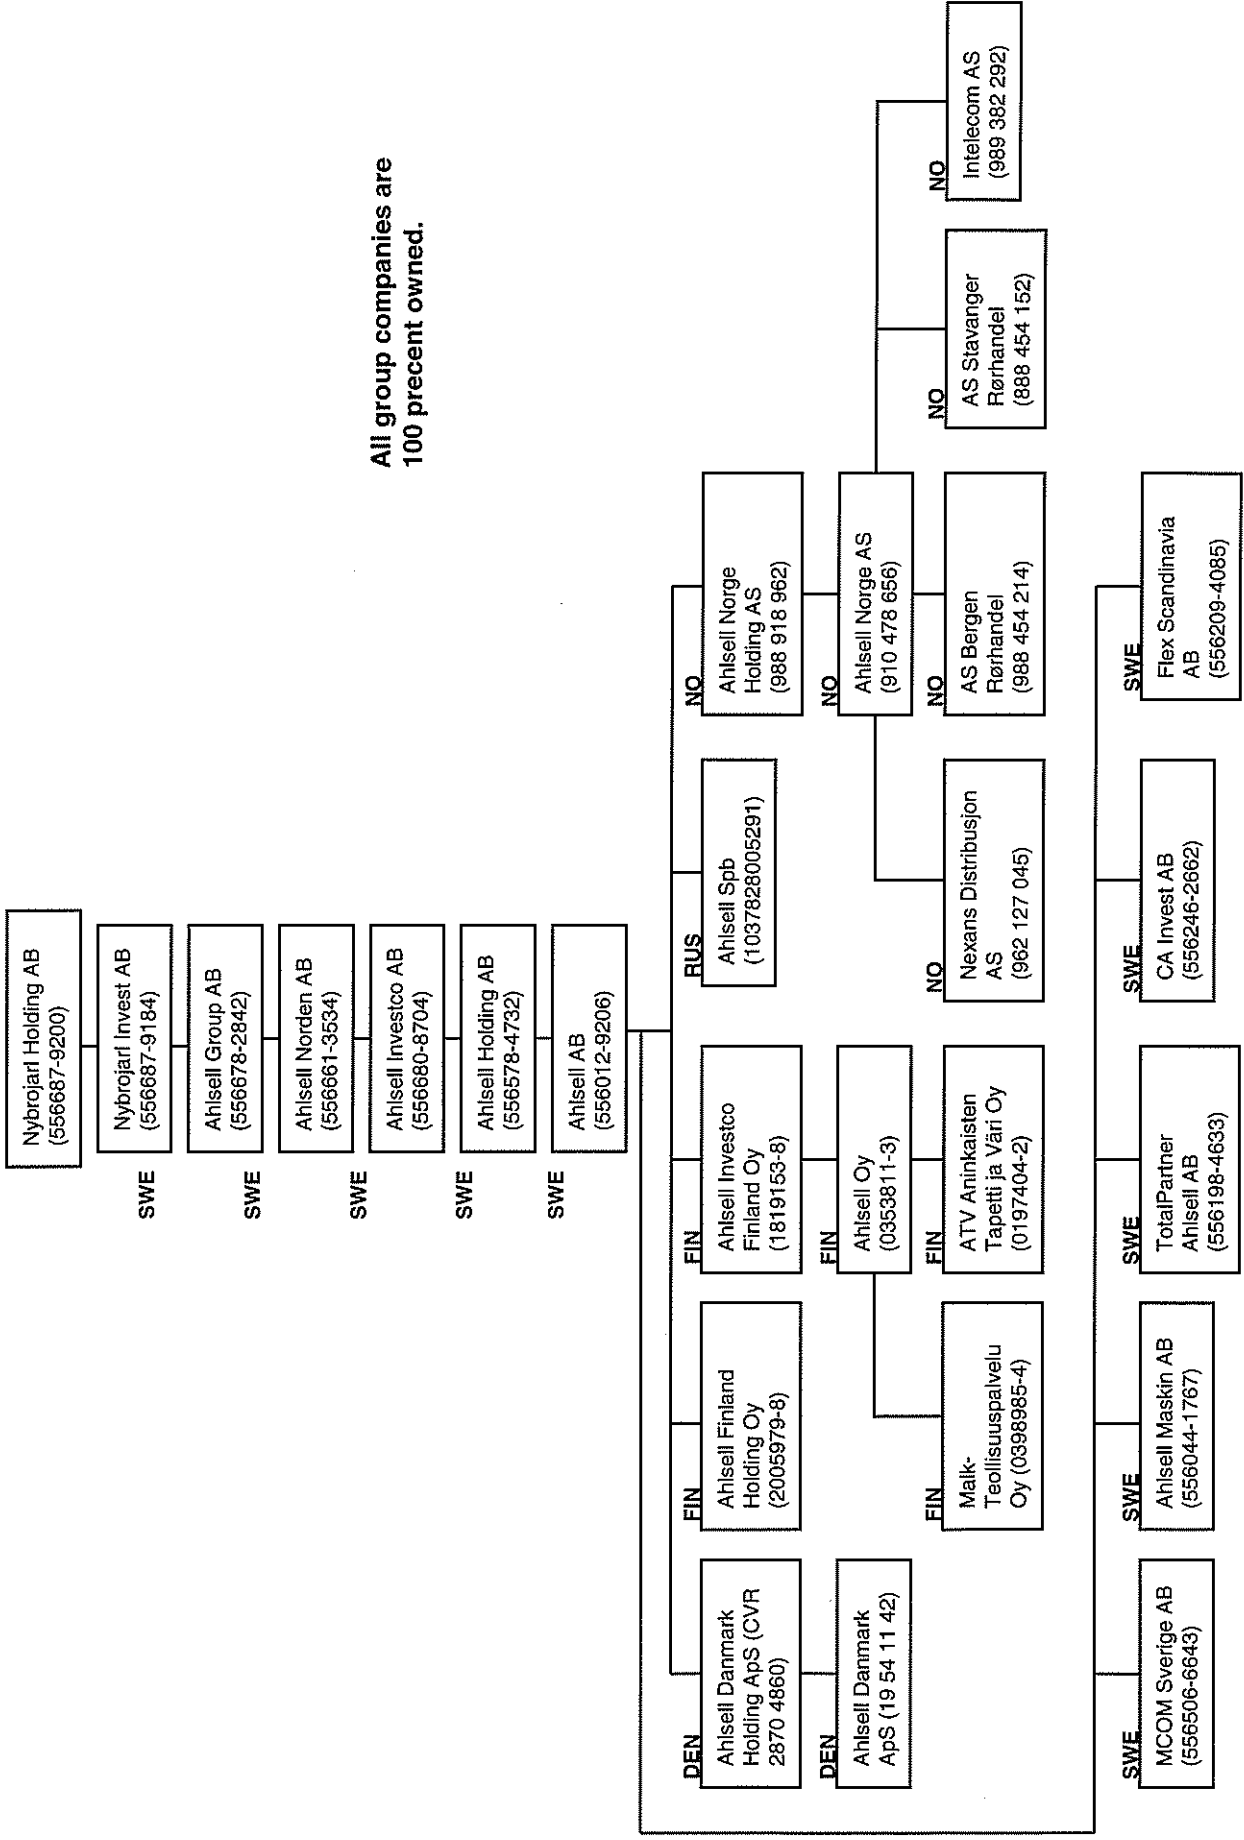 Nybrojarl Holding AB
(556687-9200)
SWE
Nybrojarl Invest AB
(556687-9184)
SWE
Ahlsell Group AB
(556678-2842)
SWE
Ahlsell Norden AB
(556661-3534)
SWE
Ahlsell Investco AB
(556680-8704)
SWE
Ahlsell Holding AB
(556578-4732)
Ahlsell AB
(556012-9206)
All group companies are
100 precent owned.
DEN
Ahlsell Danmark
Holding ApS (CVR
2870 4860)
FIN
Ahlsell Finland
Holding Oy
(2005979-8)
FIN
Ahlsell Investco
Finland Oy
(1819153-8)
RUS
Ahlsell Spb
(1037828005291)
NO
Ahlsell Norge
Holding AS
(988 918 962)
DEN
Ahlsell Danmark
ApS (19 54 11 42)
FIN
Ahlsell Oy
(0353811-3)
NO
Ahlsell Norge AS
(910 478 656)
FIN
Malk-
Teollisuuspalvelu
Oy (0398985-4)
FIN
ATV Aninkaisten
Tapetti ja Väri Oy
(0197404-2)
NO
Nexans Distribusjon
AS
(962 127 045)
NO
AS Bergen
Rørhandel
(988 454 214)
NO
AS Stavanger
Rørhandel
(888 454 152)
NO
Intelecom AS
(989 382 292)
SWE
MCOM Sverige AB
(556506-6643)
SWE
Ahlsell Maskin AB
(556044-1767)
SWE
TotalPartner
Ahlsell AB
(556198-4633)
SWE
CA Invest AB
(556246-2662)
SWE
Flex Scandinavia
AB
(556209-4085)